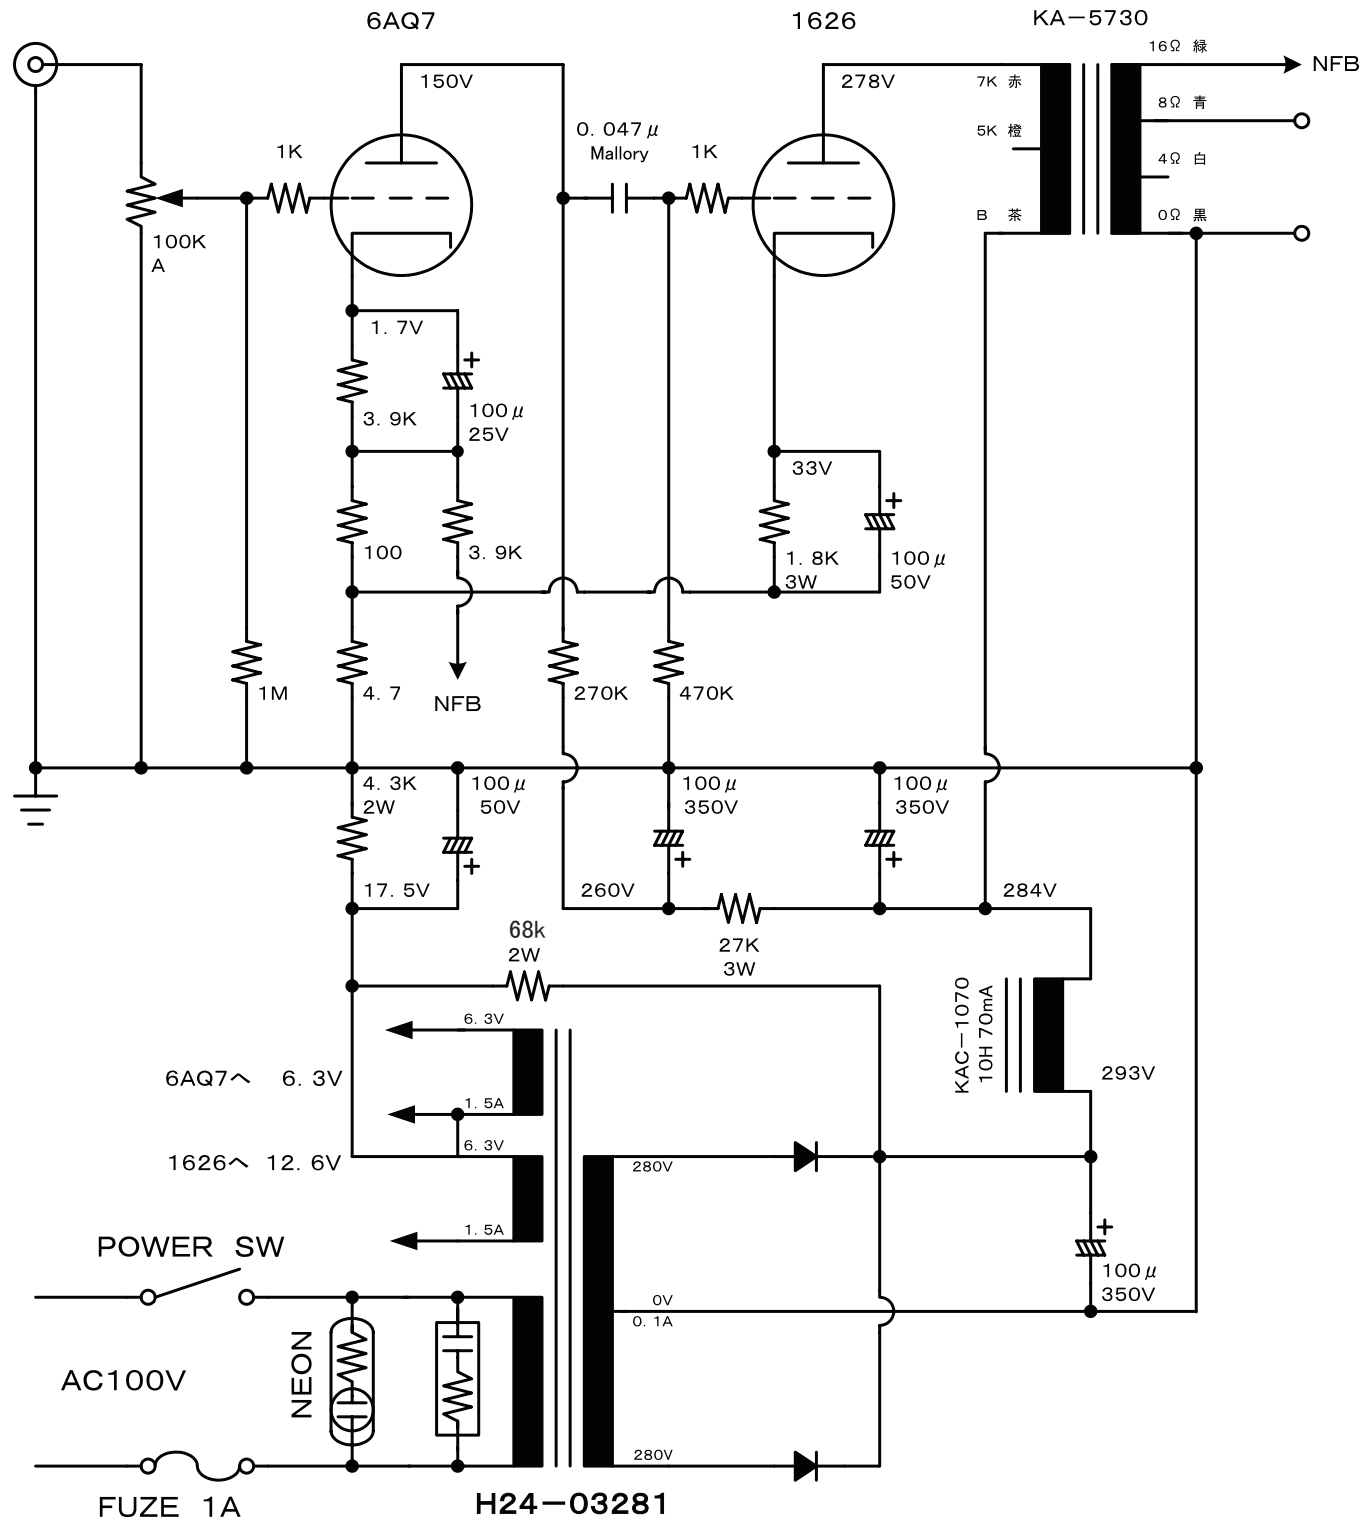 6AQ7
1626
KA-5730
16Ω 緑
NFB
150V
278V
7K 赤
8Ω 青
0.047μ
Mallory
5K 橙
1K
1K
4Ω 白
B 茶
0Ω 黒
100K
A
1.7V
3.9K
100μ
25V
33V
100
3.9K
1.8K
3W
100μ
50V
1M
4.7
NFB
270K
470K
4.3K
2W
100μ
50V
100μ
350V
100μ
350V
17.5V
260V
284V
68k
2W
27K
3W
KAC-1070
10H 70mA
6.3V
6AQ7へ 6.3V
293V
1.5A
6.3V
1626へ 12.6V
280V
1.5A
POWER SW
100μ
350V
0V
0.1A
NEON
AC100V
280V
FUZE 1A
H24-03281